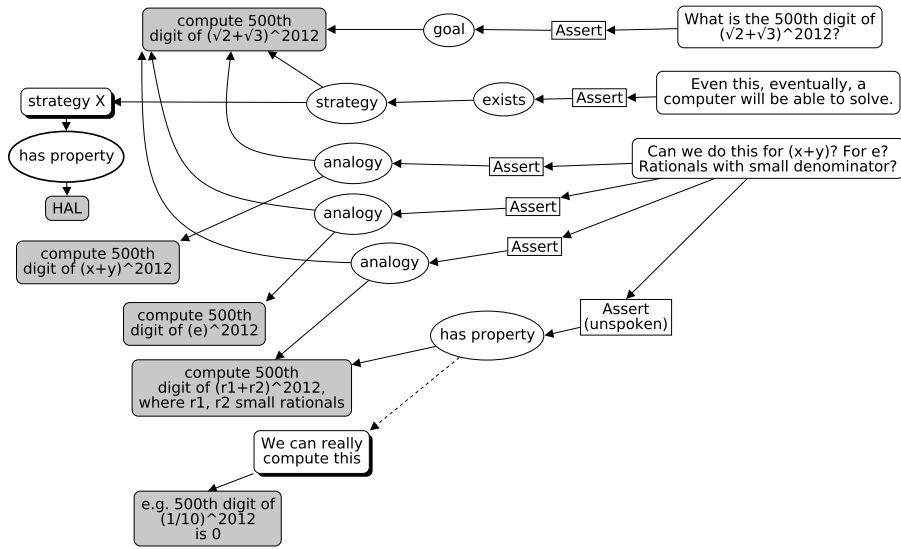 compute 500th
digit of (√2+√3)^2012
goal
Assert
What is the 500th digit of
(√2+√3)^2012?
strategy X
strategy
exists
Assert
Even this, eventually, a
computer will be able to solve.
has property
HAL
analogy
Assert
Can we do this for (x+y)? For e?
Rationals with small denominator?
analogy
Assert
compute 500th
digit of (x+y)^2012
analogy
Assert
compute 500th
digit of (e)^2012
has property
Assert
(unspoken)
compute 500th
digit of (r1+r2)^2012,
where r1, r2 small rationals
We can really
compute this
e.g. 500th digit of
(1/10)^2012
is 0